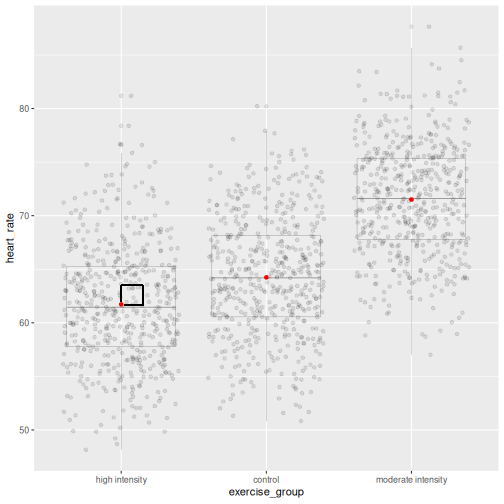 80
70
60
50
heart_rate
high intensity
control
moderate intensity
exercise_group